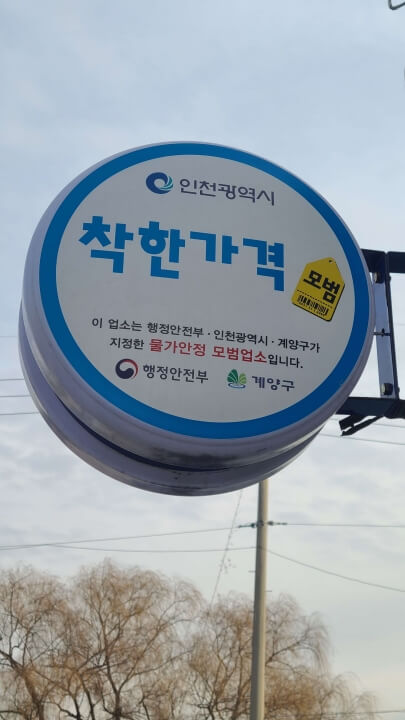 인천광역시
착한가격
모범
이 업소는 행정안전부·인천광역시·계양구가
지정한 물가안정 모범업소입니다.
행정안전부 계양구